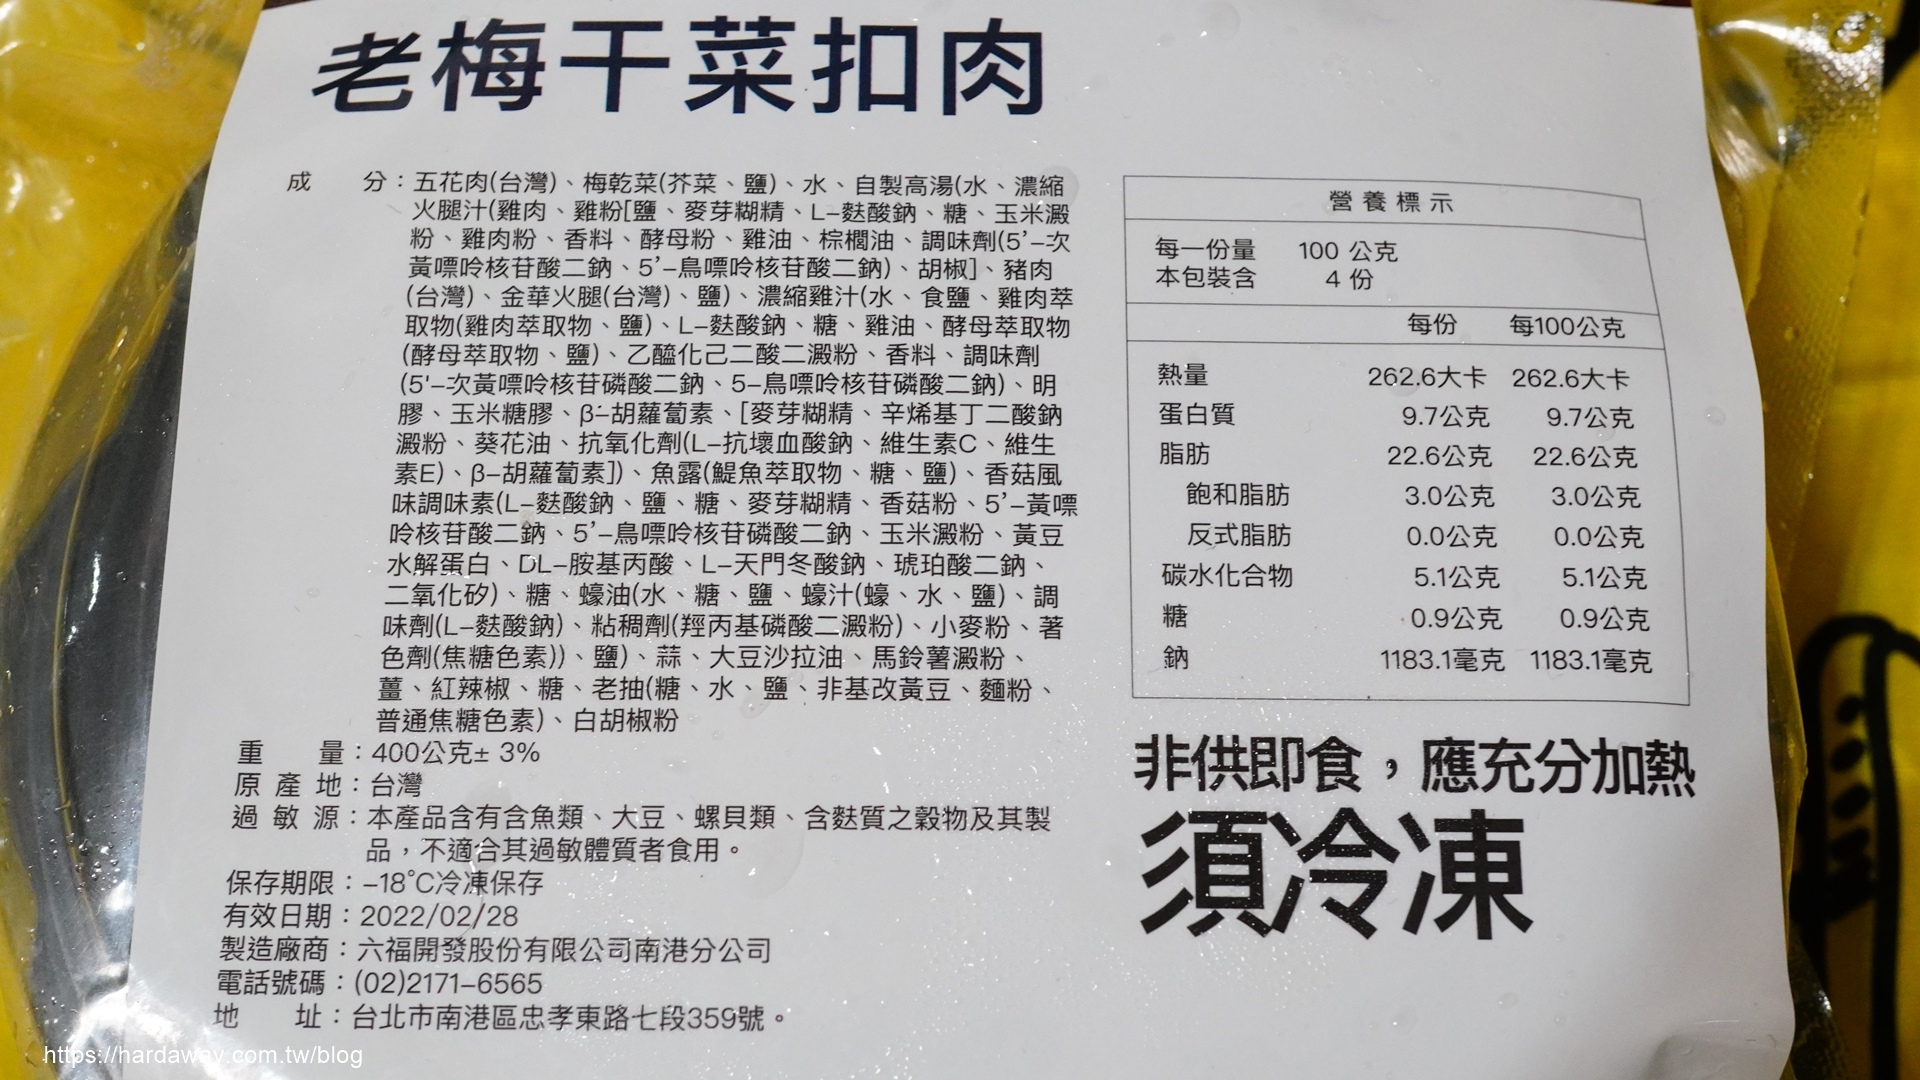 老梅干菜扣肉
成分：五花肉(台灣)、梅乾菜(芥菜、鹽)、水、自製高湯(水、濃縮
火腿汁(雞肉、雞粉[鹽、麥芽糊精、L-麩酸鈉、糖、玉米澱
粉、雞肉粉、香料、酵母粉、雞油、棕櫚油、調味劑(5’-次
黃嘌呤核苷酸二鈉、5’-鳥嘌呤核苷酸二鈉)、胡椒]、豬肉
(台灣)、金華火腿(台灣)、鹽)、濃縮雞汁(水、食鹽、雞肉萃
取物(雞肉萃取物、鹽)、L-麩酸鈉、糖、雞油、酵母萃取物
(酵母萃取物、鹽)、乙醯化己二酸二澱粉、香料、調味劑
(5'-次黃嘌呤核苷磷酸二鈉、5-鳥嘌呤核苷磷酸二鈉)、明
膠、玉米糖膠、β-胡蘿蔔素、[麥芽糊精、辛烯基丁二酸鈉
澱粉、葵花油、抗氧化劑(L-抗壞血酸鈉、維生素C、維生
素E)、β-胡蘿蔔素])、魚露(鯷魚萃取物、糖、鹽)、香菇風
味調味素(L-麩酸鈉、鹽、糖、麥芽糊精、香菇粉、5’-黃嘌
呤核苷酸二鈉、5’-鳥嘌呤核苷磷酸二鈉、玉米澱粉、黃豆
水解蛋白、DL-胺基丙酸、L-天門冬酸鈉、琥珀酸二鈉、
二氧化矽)、糖、蠔油(水、糖、鹽、蠔汁(蠔、水、鹽)、調
味劑(L-麩酸鈉)、粘稠劑(羥丙基磷酸二澱粉)、小麥粉、著
色劑(焦糖色素))、鹽)、蒜、大豆沙拉油、馬鈴薯澱粉、
薑、紅辣椒、糖、老抽(糖、水、鹽、非基改黃豆、麵粉、
普通焦糖色素)、白胡椒粉
重量：400公克± 3%
原產地：台灣
過敏源：本產品含有含魚類、大豆、螺貝類、含麩質之穀物及其製
品，不適合其過敏體質者食用。
保存期限：-18°C冷凍保存
有效日期：2022/02/28
製造廠商：六福開發股份有限公司南港分公司
電話號碼：(02)2171-6565
地址：台北市南港區忠孝東路七段359號。
營養標示
每一份量 100 公克
本包裝含 4 份
每份 每100公克
熱量 262.6大卡 262.6大卡
蛋白質 9.7公克 9.7公克
脂肪 22.6公克 22.6公克
飽和脂肪 3.0公克 3.0公克
反式脂肪 0.0公克 0.0公克
碳水化合物 5.1公克 5.1公克
糖 0.9公克 0.9公克
鈉 1183.1毫克 1183.1毫克
非供即食，應充分加熱
須冷凍
https://hardaway.com.tw/blog